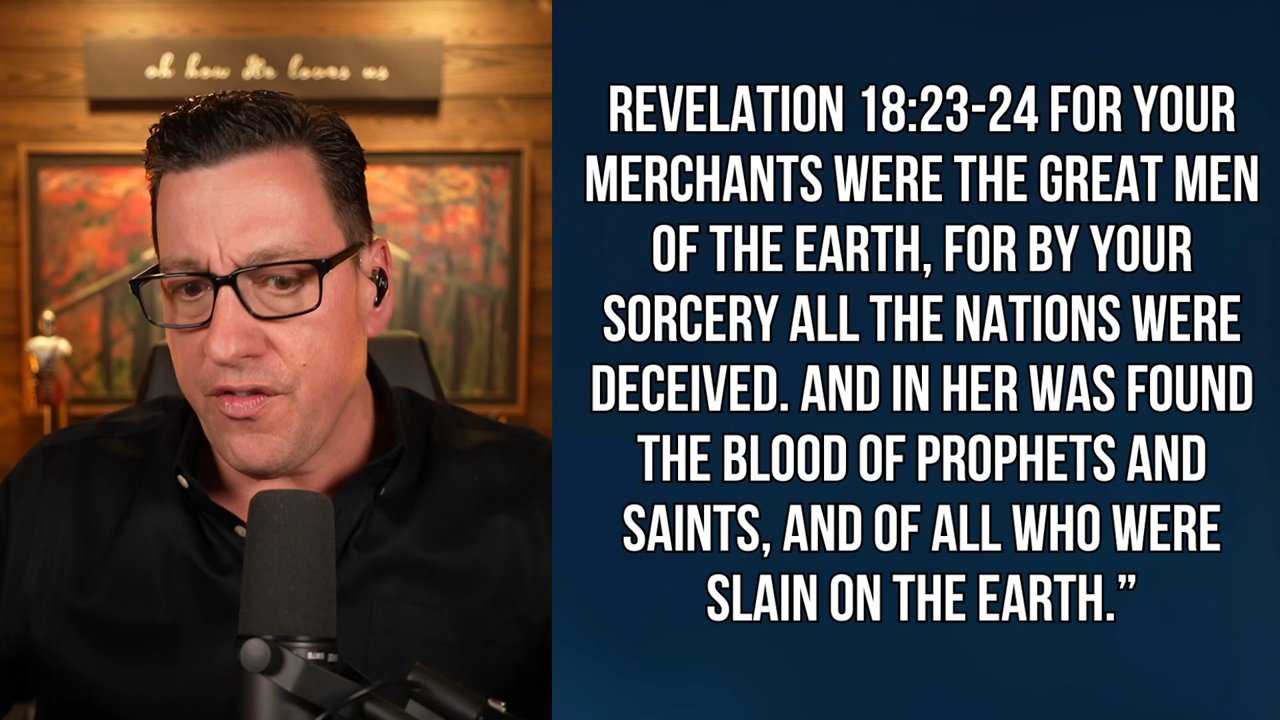 oh how He loves us
REVELATION 18:23-24 FOR YOUR
MERCHANTS WERE THE GREAT MEN
OF THE EARTH, FOR BY YOUR
SORCERY ALL THE NATIONS WERE
DECEIVED. AND IN HER WAS FOUND
THE BLOOD OF PROPHETS AND
SAINTS, AND OF ALL WHO WERE
SLAIN ON THE EARTH.”